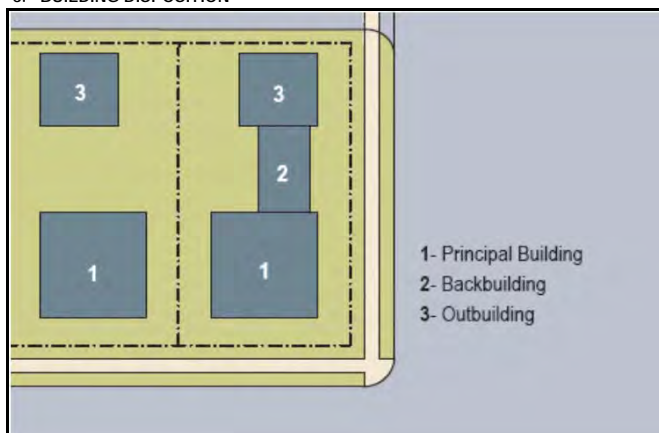 3 3
2
1 1
1- Principal Building
2- Backbuilding
3- Outbuilding